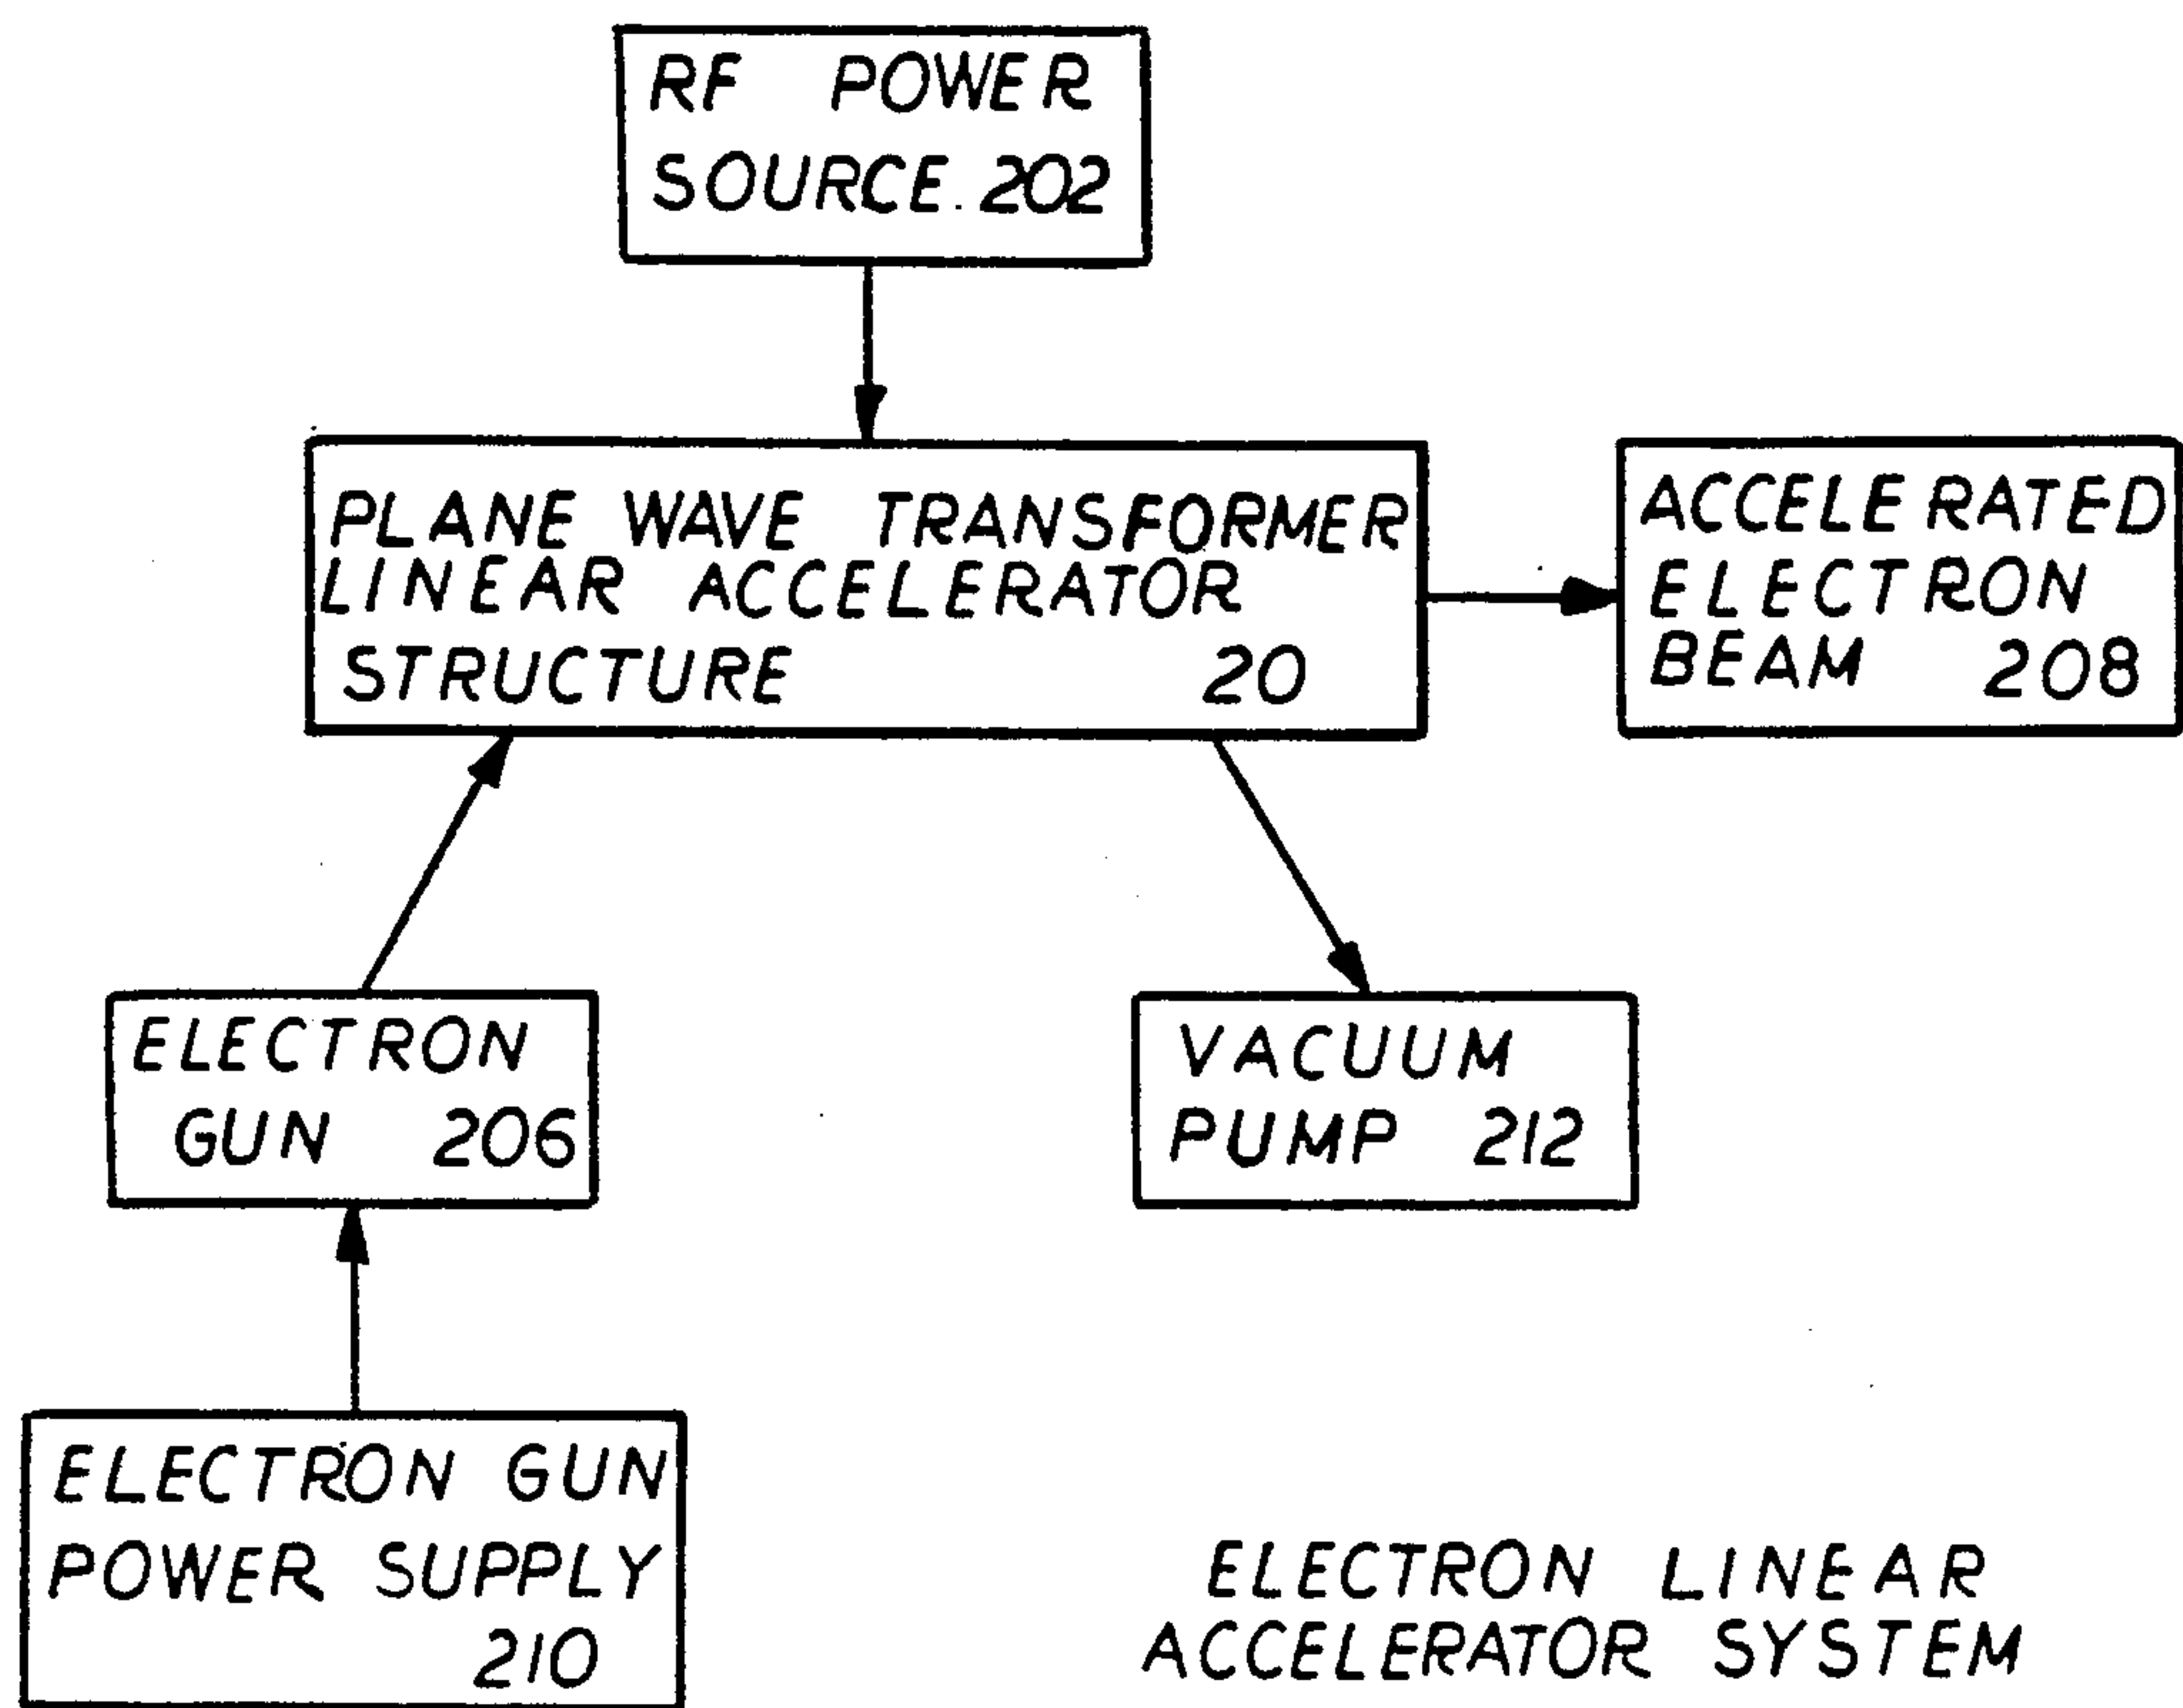 RF POWER
SOURCE. 202
PLANE WAVE TRANSFORMER
LINEAR ACCELERATOR
STRUCTURE 20
ACCELERATED
ELECTRON
BEAM 208
ELECTRON
GUN 206
VACUUM
PUMP 212
ELECTRON GUN
POWER SUPPLY
210
ELECTRON LINEAR
ACCELERATOR SYSTEM